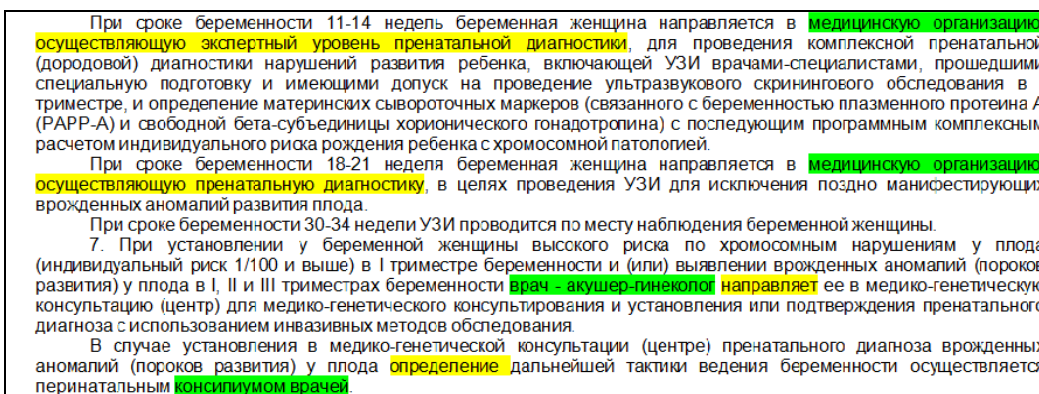 При сроке беременности 11-14 недель беременная женщина направляется в медицинскую организацию
осуществляющую экспертный уровень пренатальной диагностики, для проведения комплексной пренатальной
(дородовой) диагностики нарушений развития ребенка, включающей УЗИ врачами-специалистами, прошедшими
специальную подготовку и имеющими допуск на проведение ультразвукового скринингового обследования в
триместре, и определение материнских сывороточных маркеров (связанного с беременностью плазменного протеина А
(РАРР-А) и свободной бета-субъединицы хорионического гонадотропина) с последующим программным комплексным
расчетом индивидуального риска рождения ребенка с хромосомной патологией.
При сроке беременности 18-21 неделя беременная женщина направляется в медицинскую организацию
осуществляющую пренатальную диагностику, в целях проведения УЗИ для исключения поздно манифестирующих
врожденных аномалий развития плода.
При сроке беременности 30-34 недели УЗИ проводится по месту наблюдения беременной женщины.
7. При установлении у беременной женщины высокого риска по хромосомным нарушениям у плода
(индивидуальный риск 1/100 и выше) в I триместре беременности и (или) выявлении врожденных аномалий (пороков
развития) у плода в I, II и III триместрах беременности врач - акушер-гинеколог направляет ее в медико-генетическую
консультацию (центр) для медико-генетического консультирования и установления или подтверждения пренатального
диагноза с использованием инвазивных методов обследования.
В случае установления в медико-генетической консультации (центре) пренатального диагноза врожденных
аномалий (пороков развития) у плода определение дальнейшей тактики ведения беременности осуществляется
перинатальным консилиумом врачей.